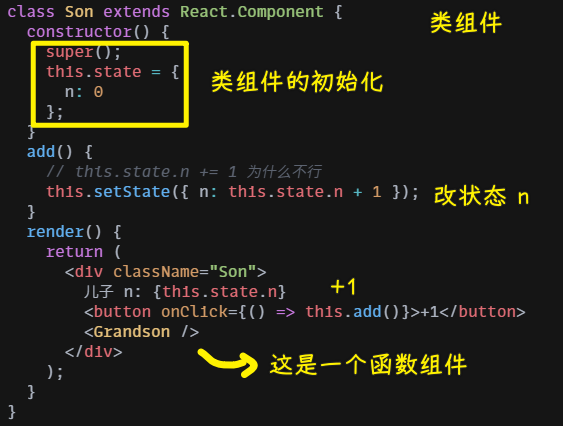 class Son extends React.Component {
类组件
constructor() {
super();
this.state = {
类组件的初始化
n: 0
};
}
add() {
// this.state.n += 1 为什么不行
this.setState({ n: this.state.n + 1 });
改状态 n
}
render() {
return (
<div className="Son">
儿子 n: {this.state.n}
+1
<button onClick={() => this.add()}>+1</button>
<Grandson />
</div>
这是一个函数组件
);
}
}